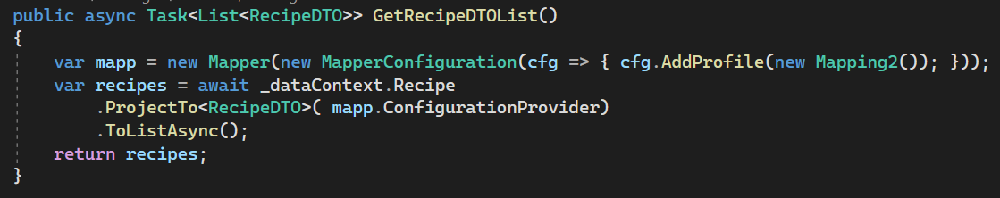 public async Task<List<RecipeDTO>> GetRecipeDTOList()
{
    var mapp = new Mapper(new MapperConfiguration(cfg => { cfg.AddProfile(new Mapping2()); }));
    var recipes = await _dataContext.Recipe
        .ProjectTo<RecipeDTO>( mapp.ConfigurationProvider)
        .ToListAsync();
    return recipes;
}